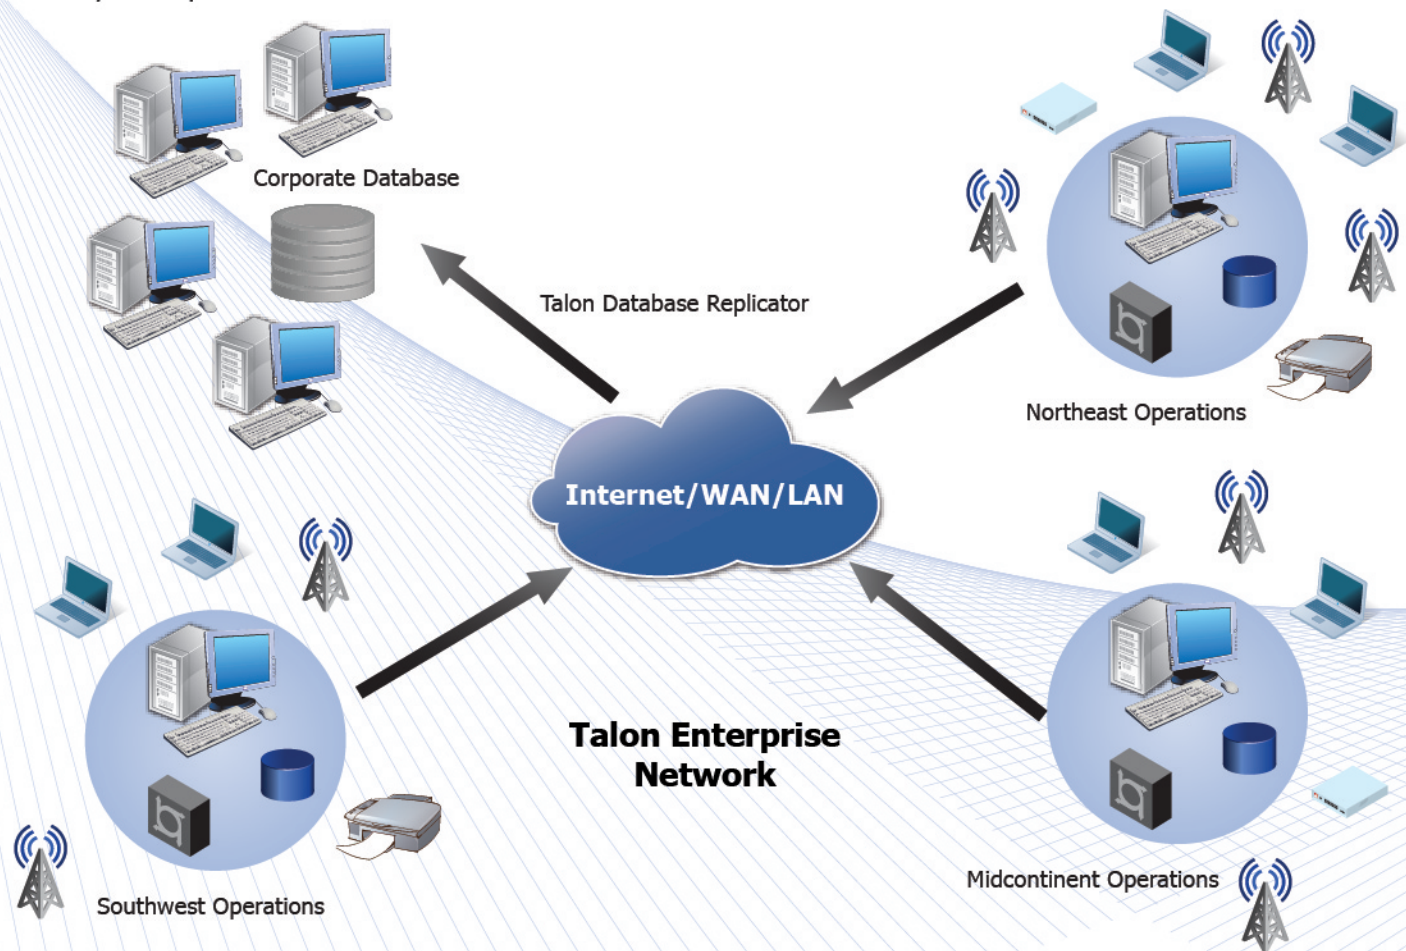 Corporate Database
Talon Database Replicator
Northeast Operations
Internet/WAN/LAN
Talon Enterprise
Network
Midcontinent Operations
Southwest Operations